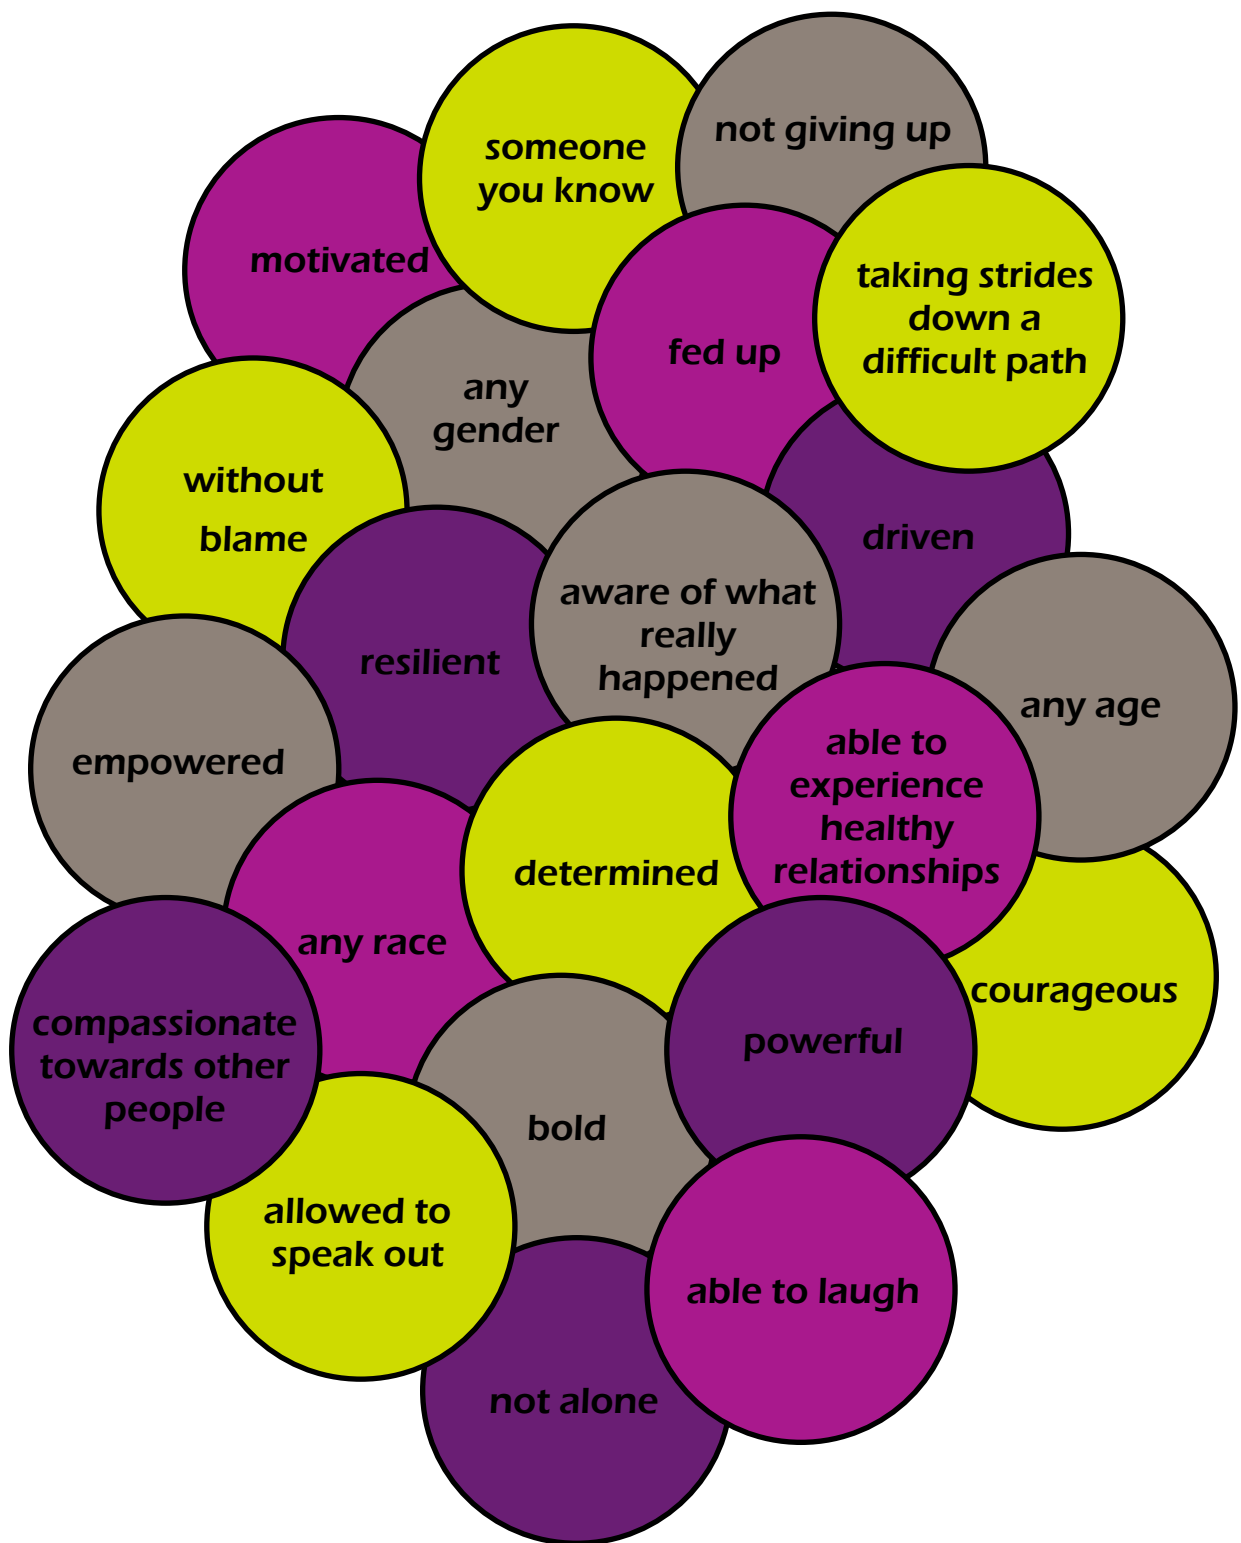 not giving up
someone
you know
motivated
taking strides
down a
difficult path
fed up
any
gender
without
blame
driven
aware of what
really
happened
resilient
any age
empowered
able to
experience
healthy
relationships
determined
any race
courageous
compassionate
towards other
people
powerful
bold
allowed to
speak out
able to laugh
not alone